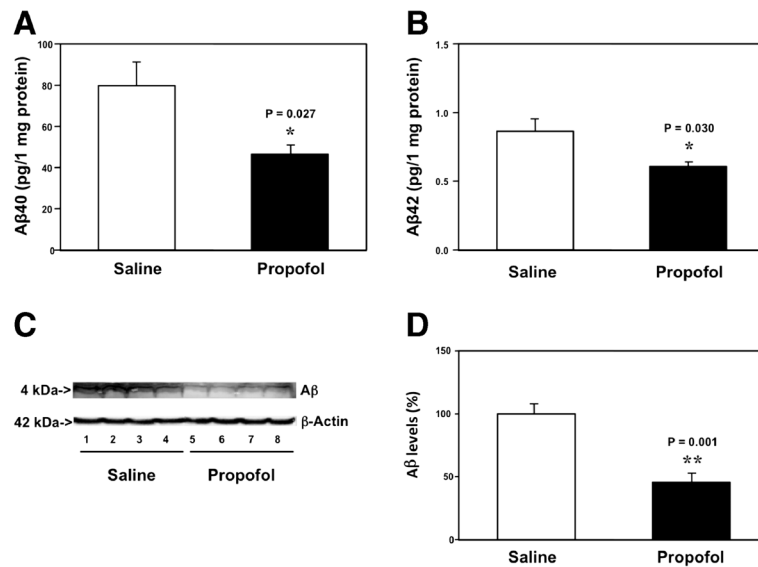 A
Aβ40 (pg/1 mg protein)
100
80
60
40
20
0
P = 0.027
*
Saline Propofol
B
Aβ42 (pg/1 mg protein)
1.5
1.0
0.5
0.0
P = 0.030
*
Saline Propofol
C
4 kDa-> Aβ
42 kDa-> β-Actin
1 2 3 4 5 6 7 8
Saline Propofol
D
Aβ levels (%)
150
100
50
0
P = 0.001
**
Saline Propofol